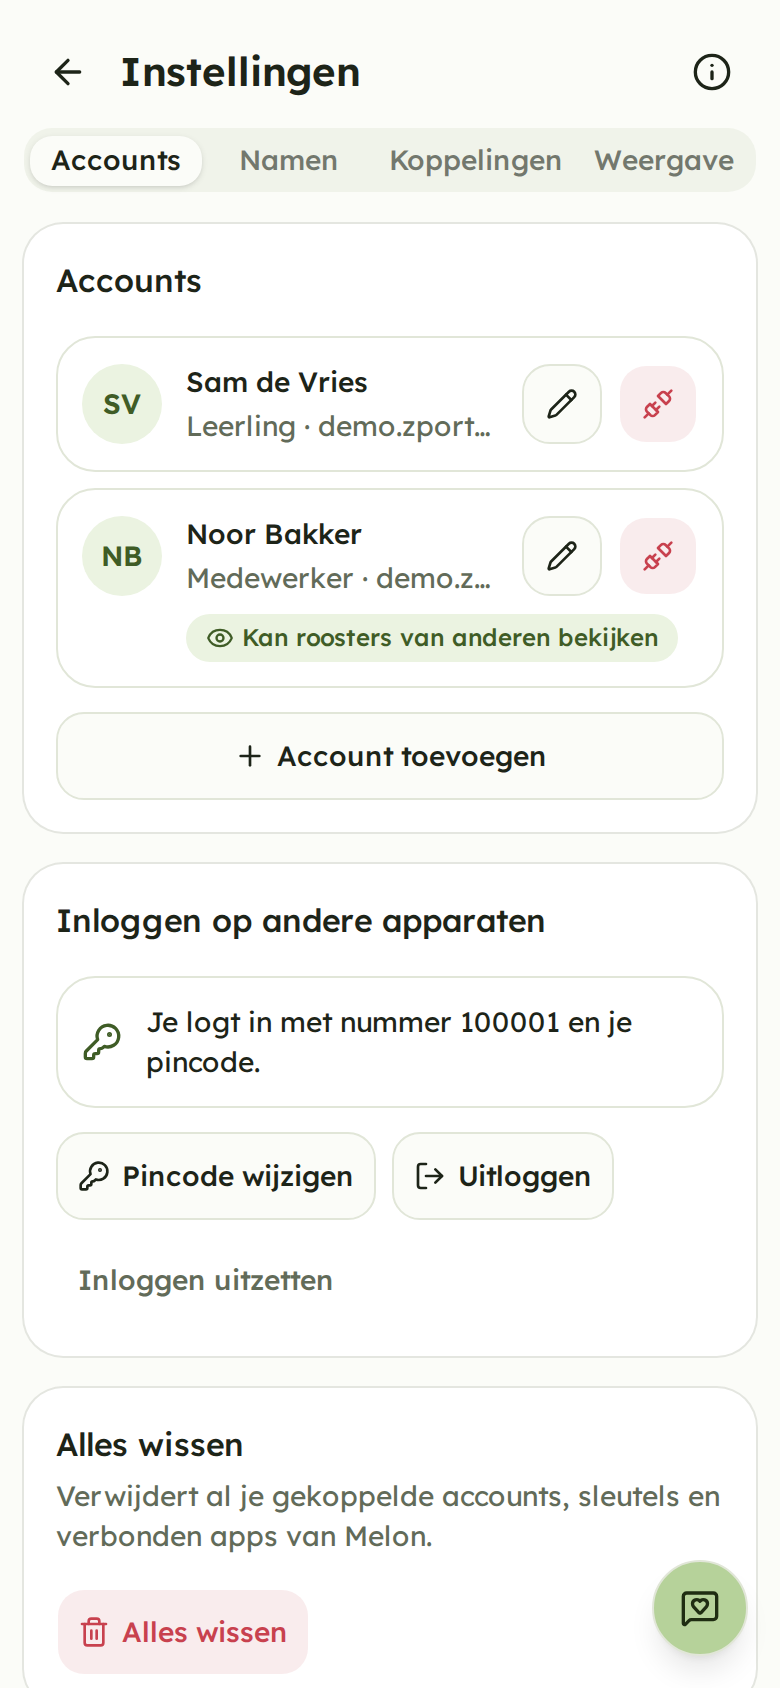 Instellingen
Accounts
Namen
Koppelingen
Weergave
Accounts
SV
Sam de Vries
Leerling · demo.zport...
NB
Noor Bakker
Medewerker · demo.z...
Kan roosters van anderen bekijken
Account toevoegen
Inloggen op andere apparaten
Je logt in met nummer 100001 en je
pincode.
Pincode wijzigen
Uitloggen
Inloggen uitzetten
Alles wissen
Verwijdert al je gekoppelde accounts, sleutels en
verbonden apps van Melon.
Alles wissen